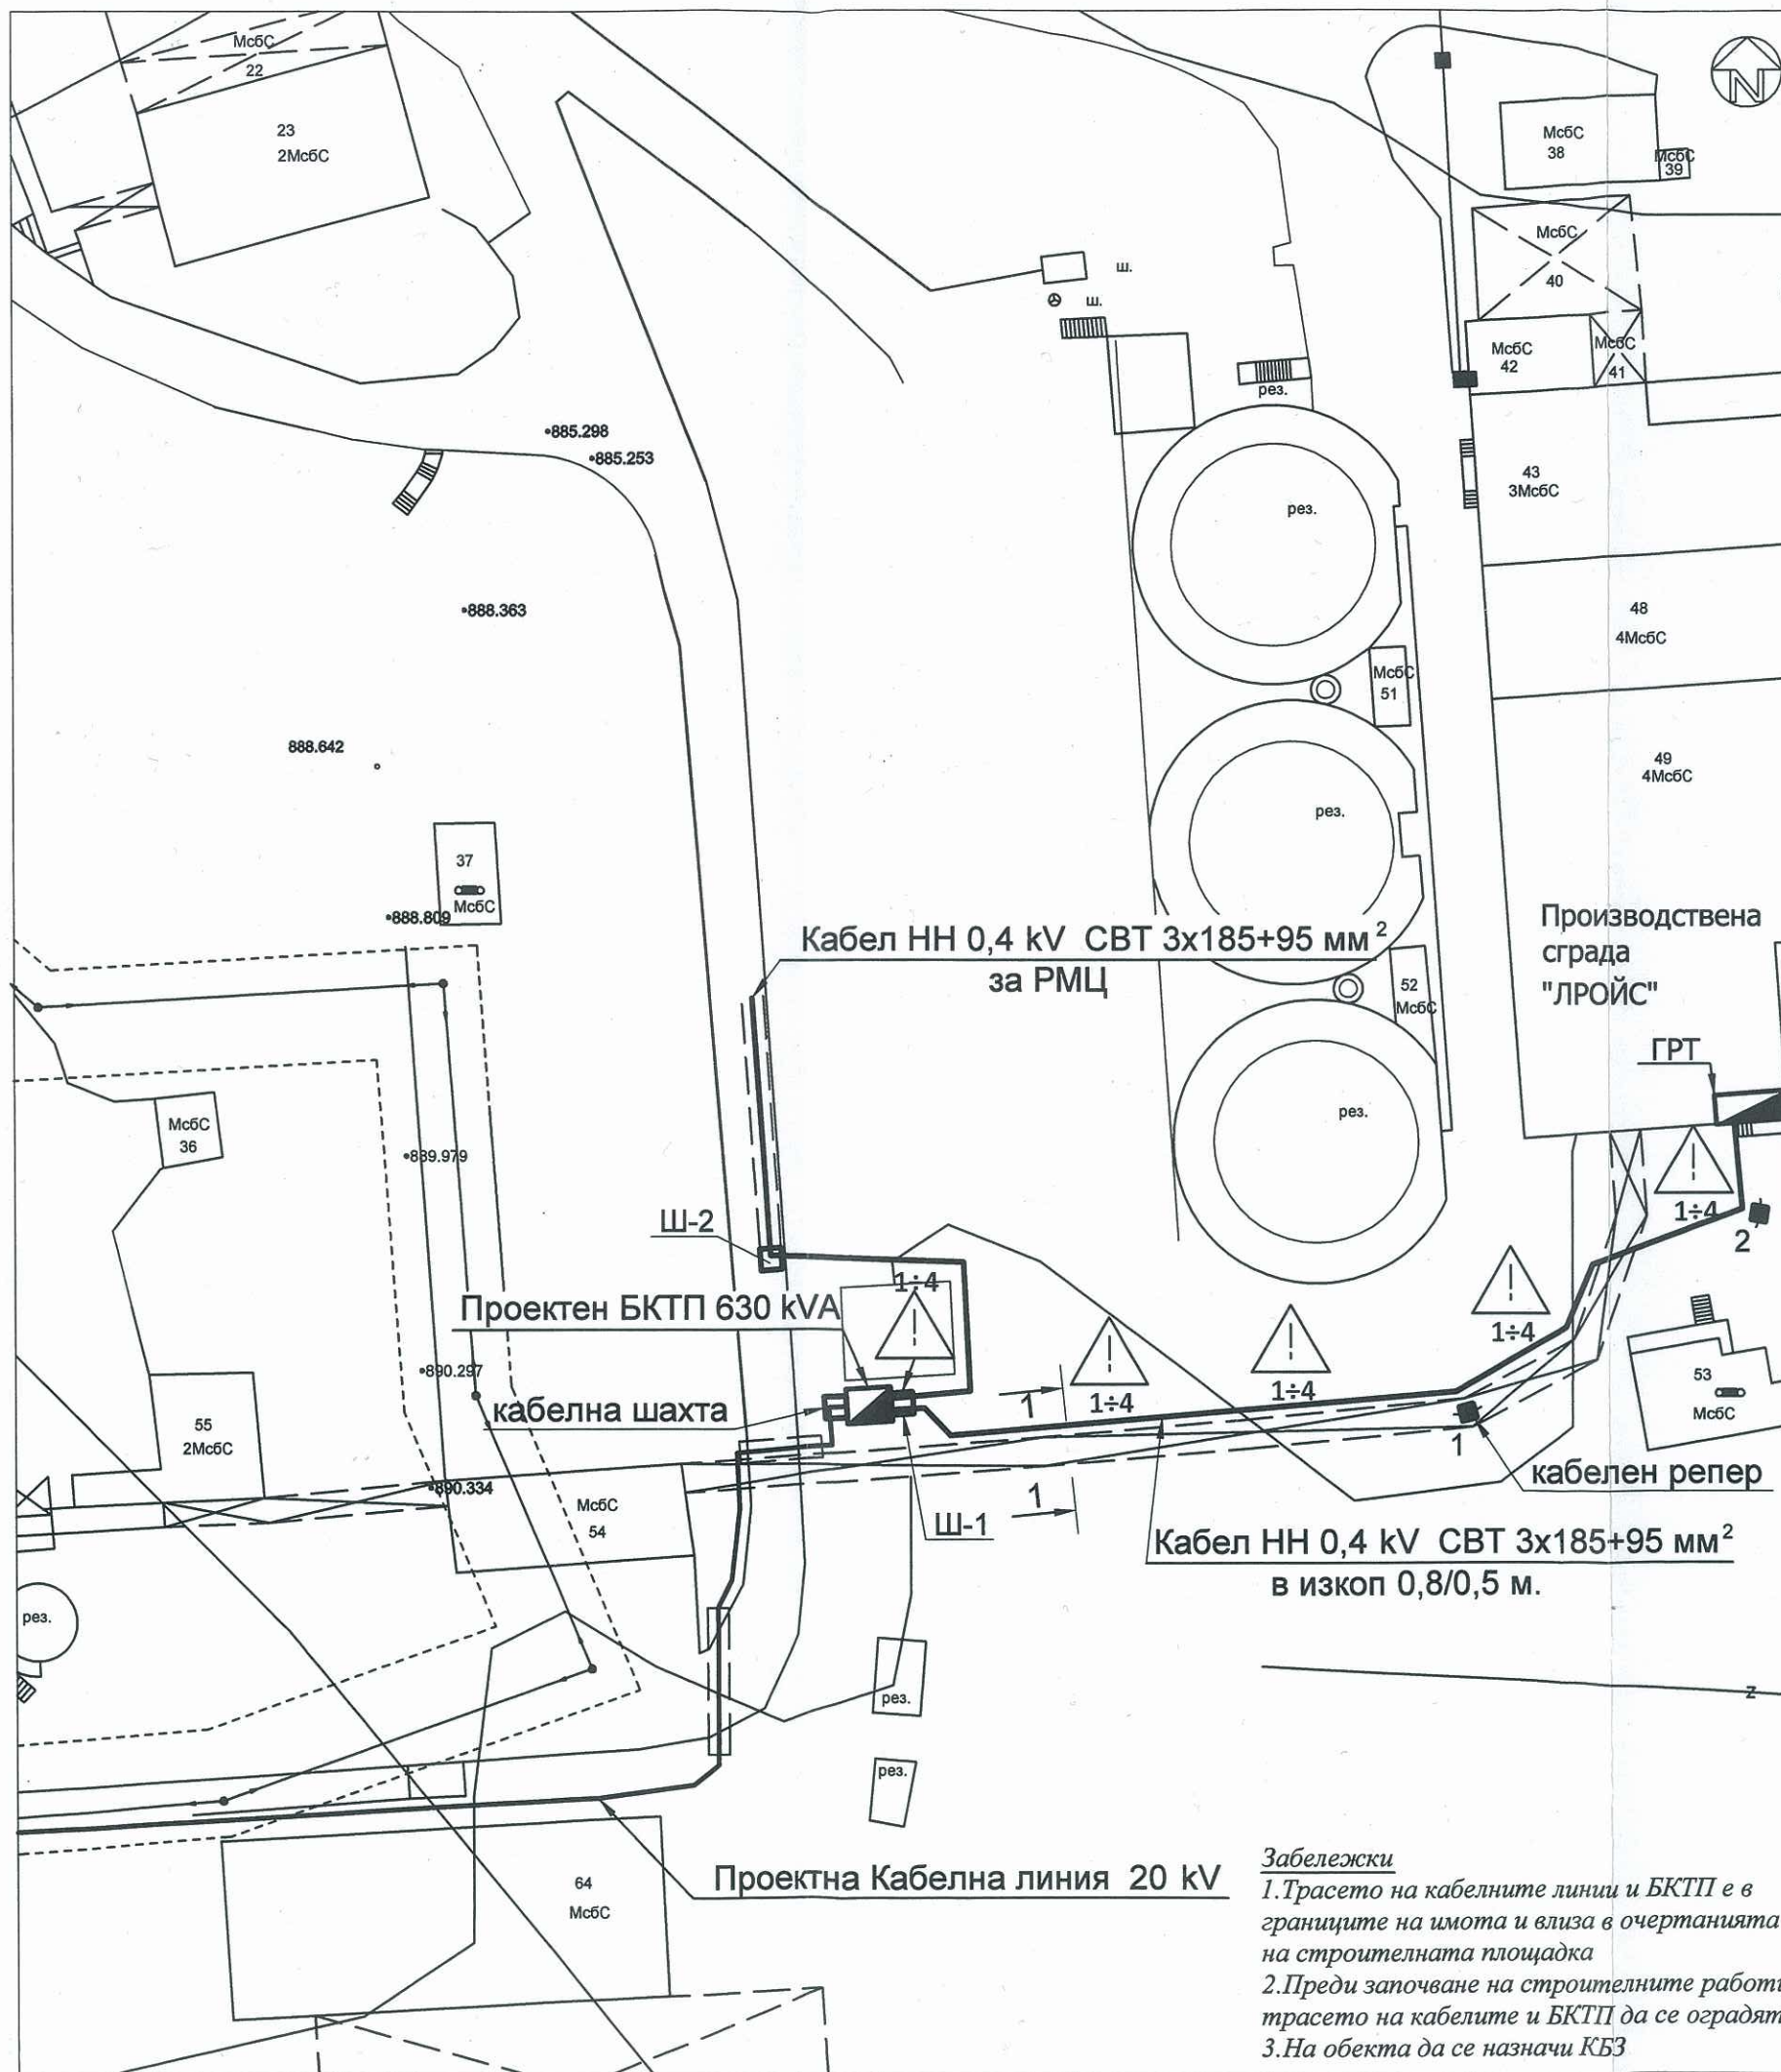 МсбС
22
23
2МсбС
N
МсбС
38
МсбС
39
МсбС
40
МсбС
42
МсбС
41
ш.
ш.
рез.
885.298
885.253
43
3МсбС
рез.
888.363
48
4МсбС
МсбС
51
888.642
49
4МсбС
рез.
37
МсбС
888.809
Кабел НН 0,4 kV СВТ 3x185+95 мм²
за РМЦ
Производствена
сграда
"ЛРОЙС"
52
МсбС
ГРТ
рез.
МсбС
36
889.979
1÷4
2
Ш-2
1÷4
Проектен БКТП 630 kVA
1÷4
1÷4
1÷4
890.297
53
МсбС
кабелна шахта
1
55
2МсбС
1
кабелен репер
890.334
МсбС
54
1
Ш-1
Кабел НН 0,4 kV СВТ 3x185+95 мм²
в изкоп 0,8/0,5 м.
рез.
рез.
z
рез.
Проектна Кабелна линия 20 kV
64
МсбС
Забележки
1.Трасето на кабелните линии и БКТП е в
границите на имота и влиза в очертанията
на строителната площадка
2.Преди започване на строителните работи
трасето на кабелите и БКТП да се оградят
3.На обекта да се назначи КБЗ